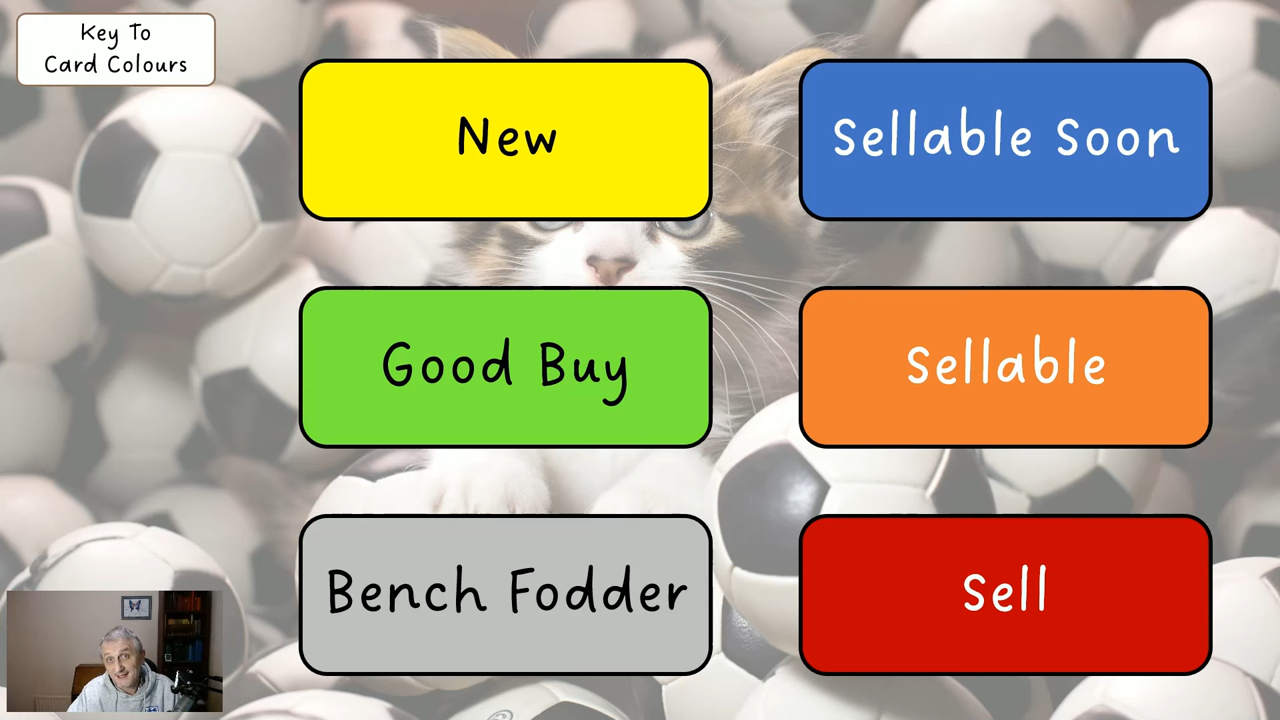 Key To
Card Colours
New
Sellable Soon
Good Buy
Sellable
Bench Fodder
Sell